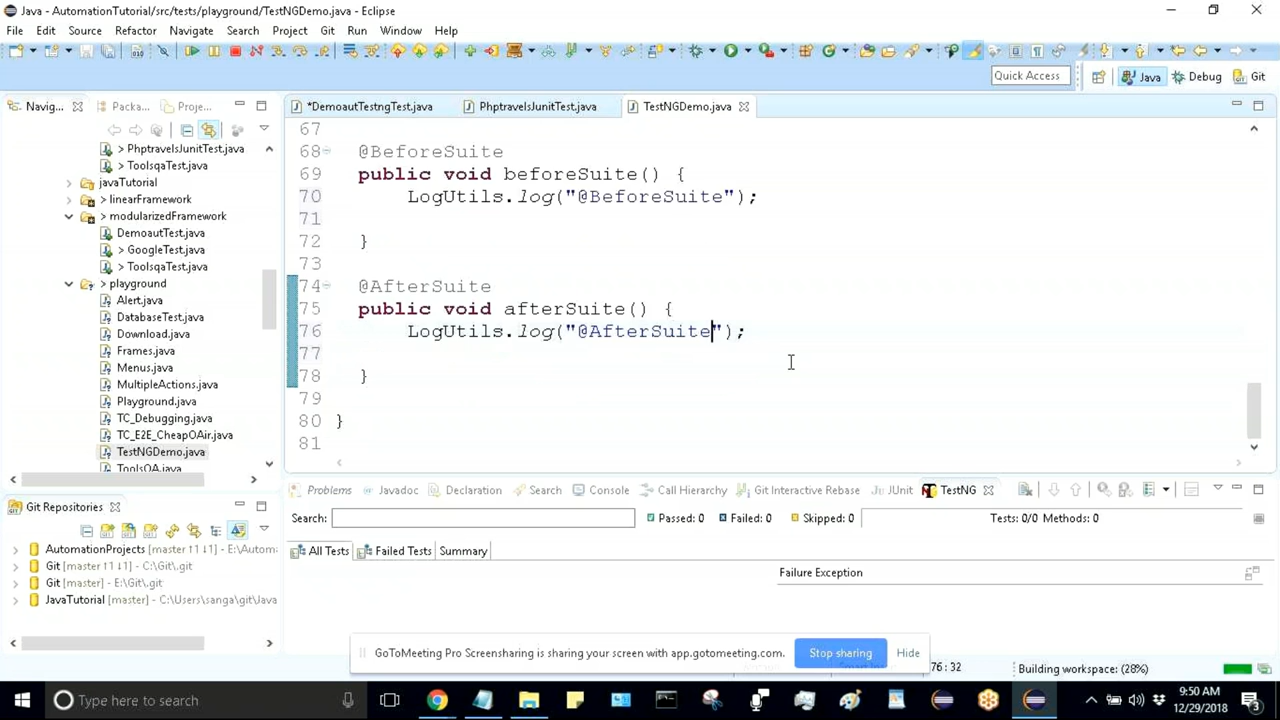 Java - AutomationTutorial/src/tests/playground/TestNGDemo.java - Eclipse
File Edit Source Refactor Navigate Search Project Git Run Window Help
Quick Access
Java
Debug
Git
Navig...
Packa...
Proje...
> PhptravelsJunitTest.java
> ToolsqaTest.java
javaTutorial
> linearFramework
> modularizedFramework
DemoautTest.java
> GoogleTest.java
> ToolsqaTest.java
> playground
Alert.java
DatabaseTest.java
Download.java
Frames.java
Menus.java
MultipleActions.java
Playground.java
TC_Debugging.java
TC_E2E_CheapOAir.java
TestNGDemo.java
ToolsQA.java
*DemoautTestngTest.java
PhptravelsJunitTest.java
TestNGDemo.java
67
68 @BeforeSuite
69 public void beforeSuite() {
70 LogUtils.log("@BeforeSuite");
71
72 }
73
74 @AfterSuite
75 public void afterSuite() {
76 LogUtils.log("@AfterSuite");
77
78 }
79
80 }
81
Git Repositories
AutomationProjects [master ↑1 ↓1] - E:\Autom
Git [master ↑1 ↓1] - C:\Git\.git
Git [master] - E:\Git\.git
JavaTutorial [master] - C:\Users\sanga\git\Java
Problems Javadoc Declaration Search Console Call Hierarchy Git Interactive Rebase JUnit TestNG
Search: Passed: 0 Failed: 0 Skipped: 0 Tests: 0/0 Methods: 0
All Tests Failed Tests Summary
Failure Exception
GoToMeeting Pro Screensharing is sharing your screen with app.gotomeeting.com. Stop sharing Hide
76 : 32
Building workspace: (28%)
Type here to search
9:50 AM
12/29/2018
3